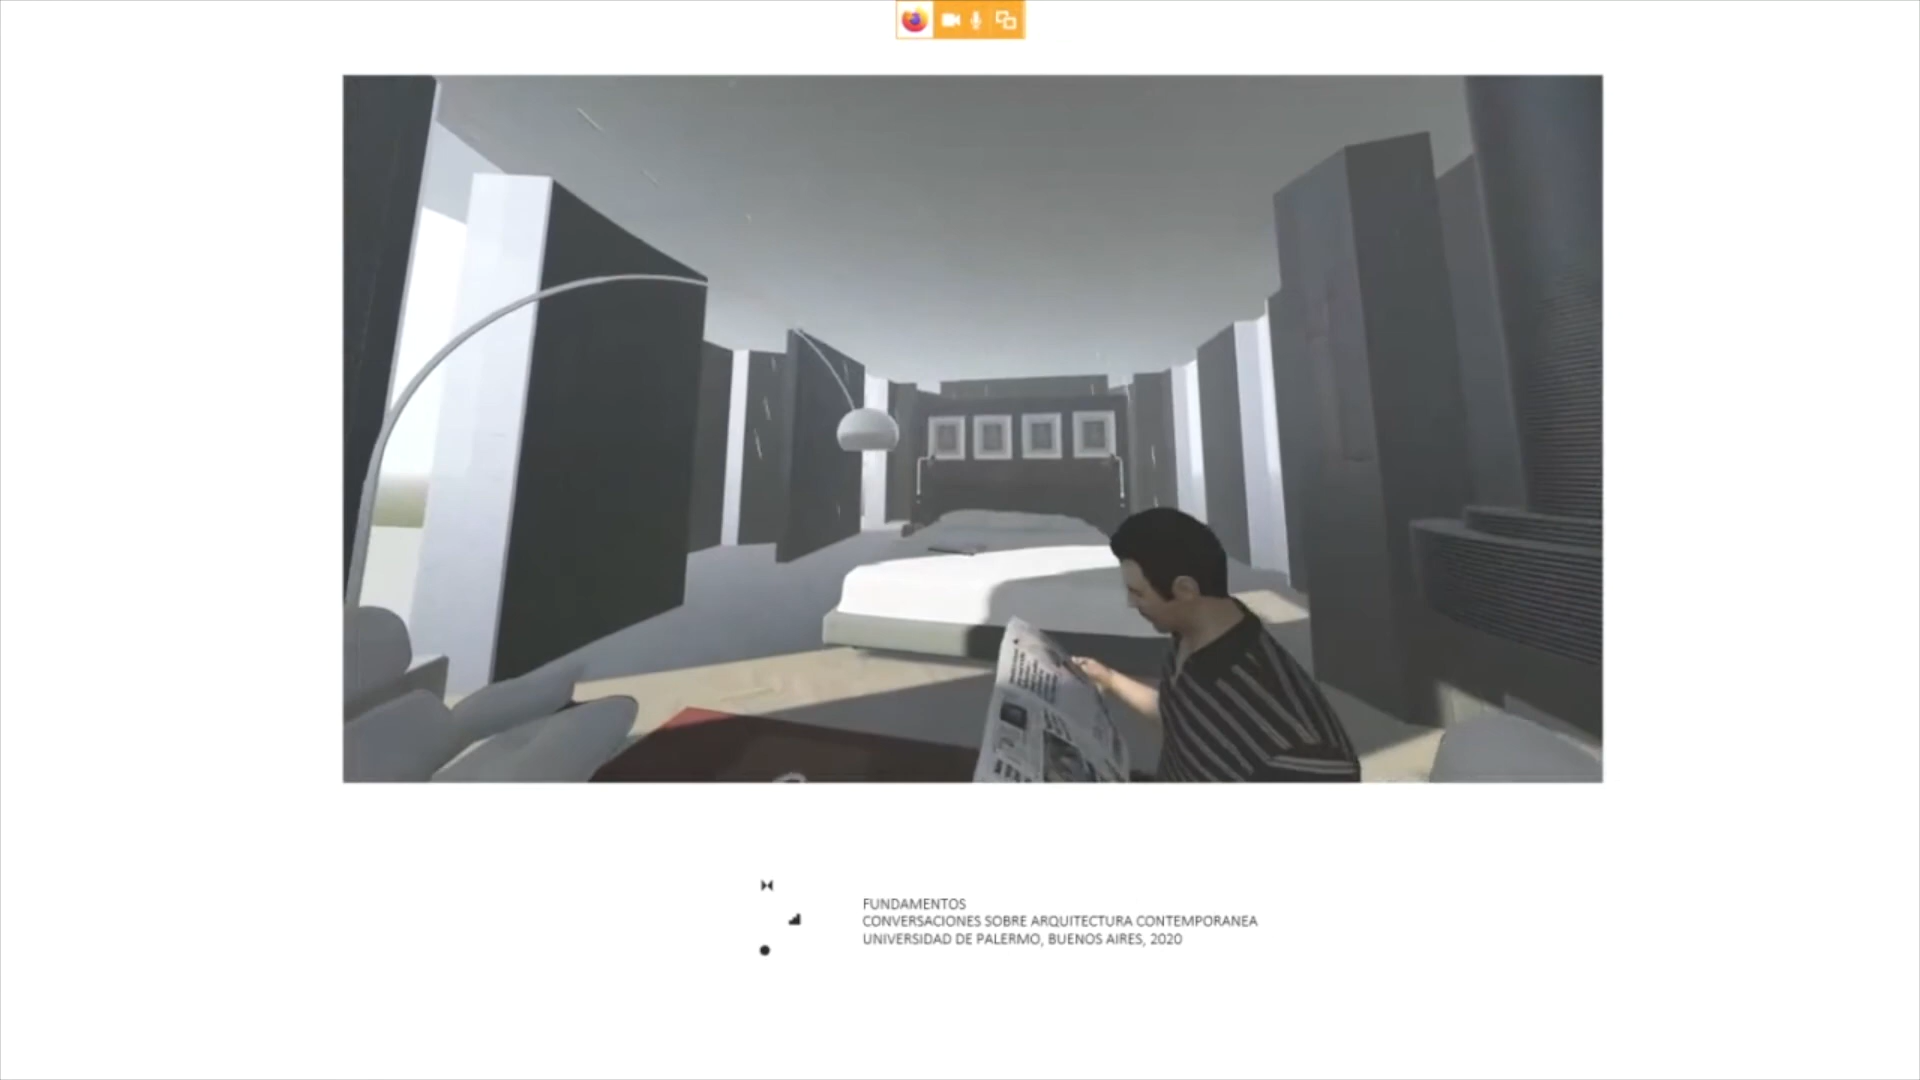 FUNDAMENTOS
CONVERSACIONES SOBRE ARQUITECTURA CONTEMPORANEA
UNIVERSIDAD DE PALERMO, BUENOS AIRES, 2020